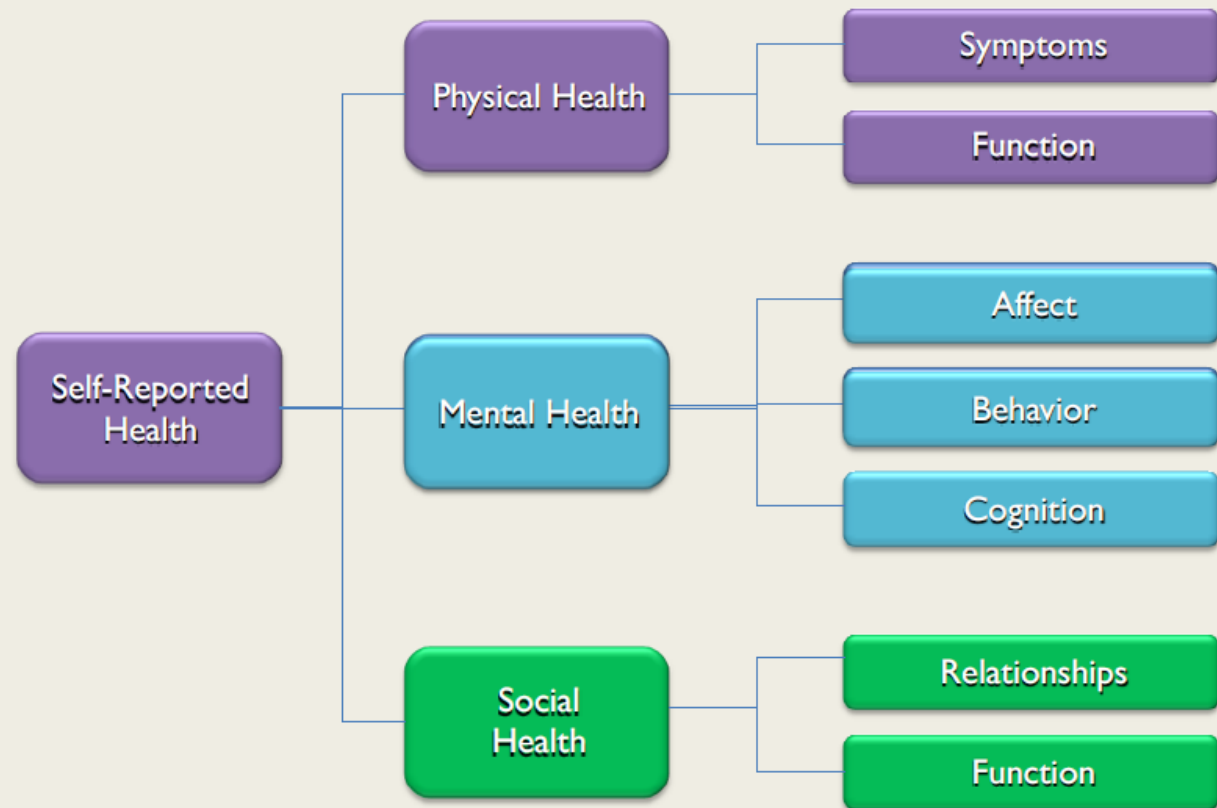 Self-Reported
Health
Physical Health
Symptoms
Function
Mental Health
Affect
Behavior
Cognition
Social
Health
Relationships
Function